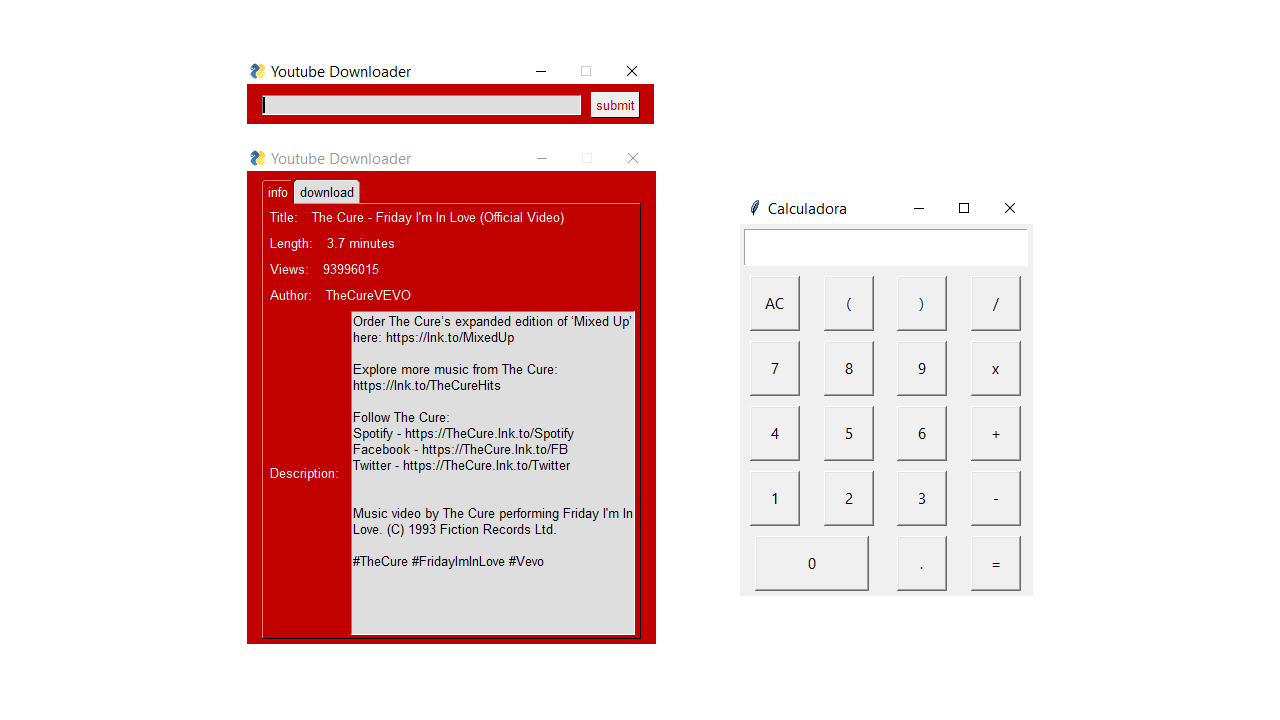 Youtube Downloader
submit
Youtube Downloader
info download
Title: The Cure - Friday I'm In Love (Official Video)
Length: 3.7 minutes
Views: 93996015
Author: TheCureVEVO
Description:
Order The Cure’s expanded edition of ‘Mixed Up’
here: https://lnk.to/MixedUp
Explore more music from The Cure:
https://lnk.to/TheCureHits
Follow The Cure:
Spotify - https://TheCure.lnk.to/Spotify
Facebook - https://TheCure.lnk.to/FB
Twitter - https://TheCure.lnk.to/Twitter
Music video by The Cure performing Friday I'm In
Love. (C) 1993 Fiction Records Ltd.
#TheCure #FridayImInLove #Vevo
Calculadora
AC ( ) /
7 8 9 x
4 5 6 +
1 2 3 -
0 . =